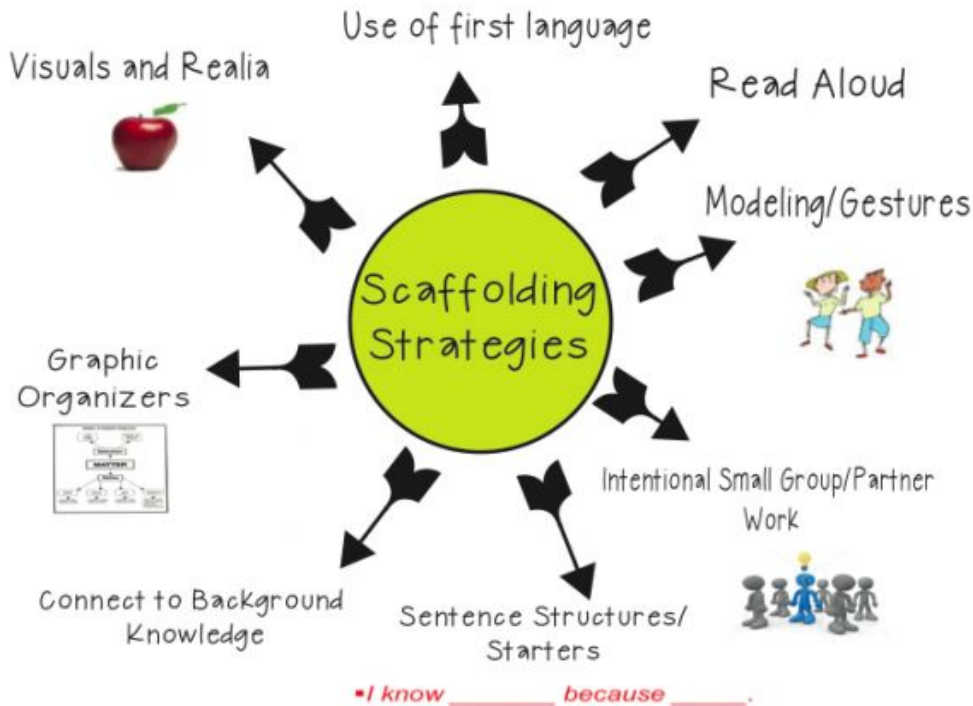 Use of first language
Visuals and Realia
Read Aloud
Modeling/Gestures
Scaffolding
Strategies
Graphic
Organizers
MATTER
Intentional Small Group/Partner
Work
Connect to Background
Knowledge
Sentence Structures/
Starters
▪I know _______ because _____.